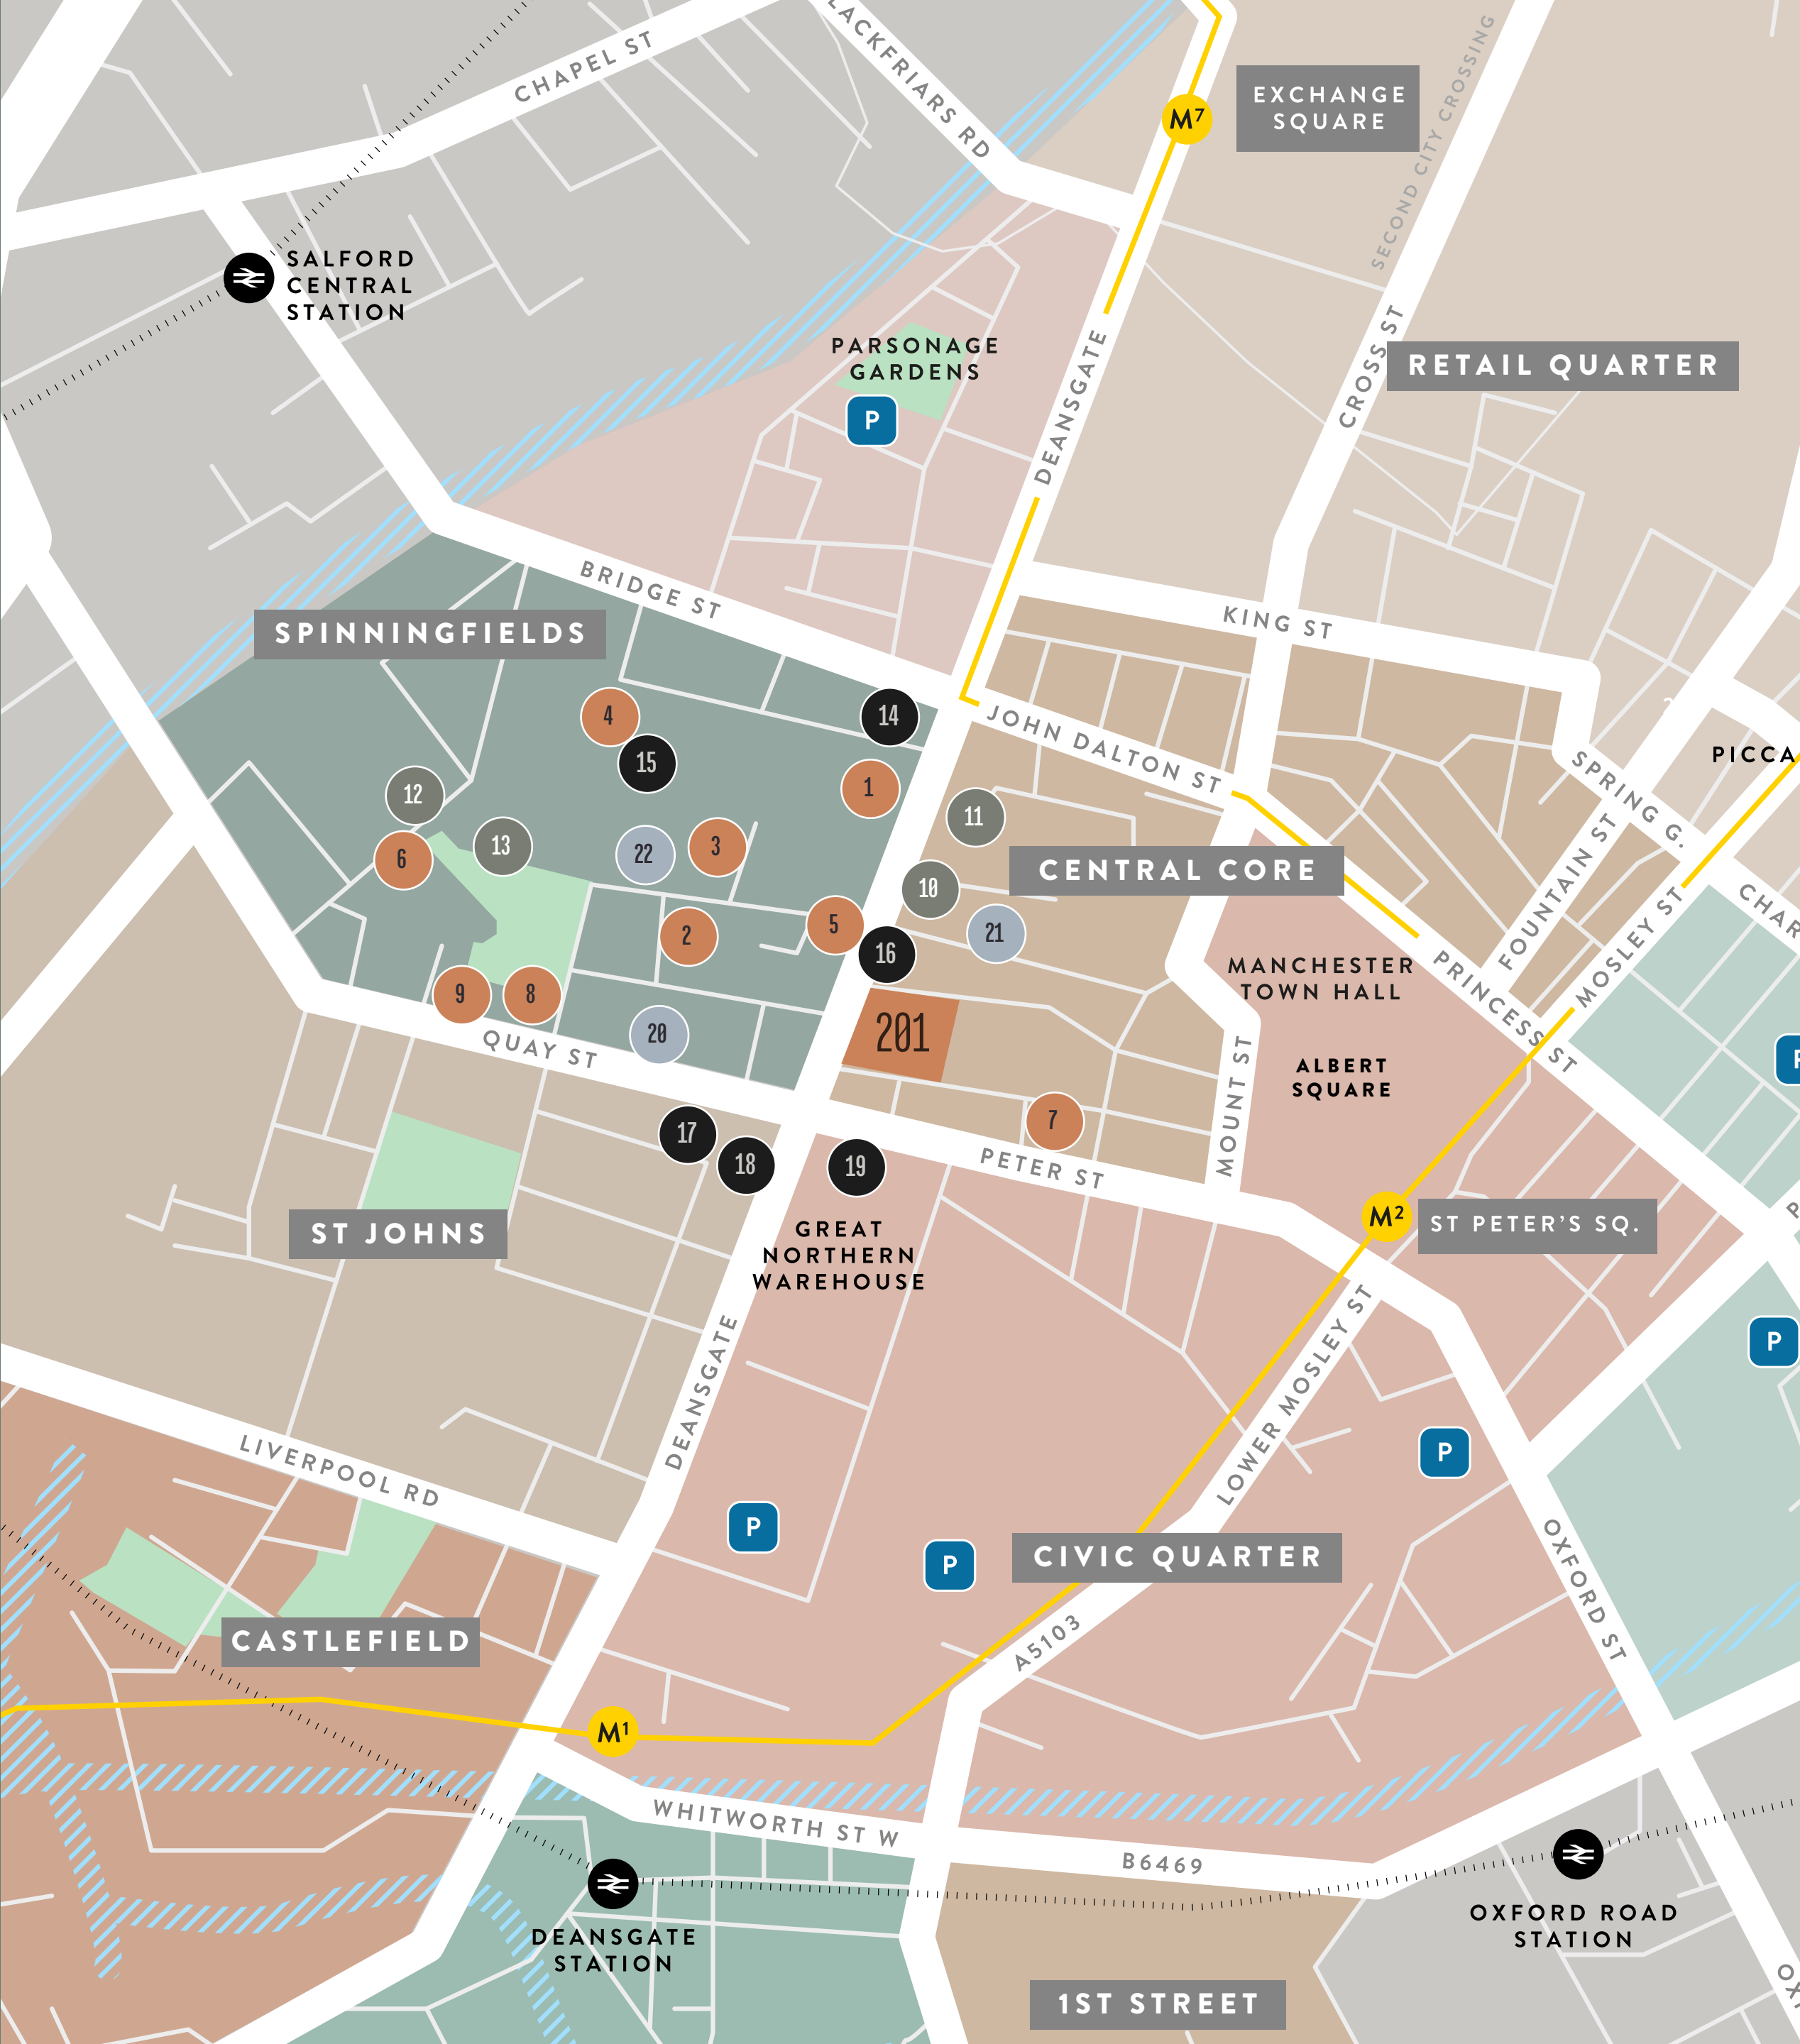 CHAPEL ST
LACKFRIARS RD
M7
EXCHANGE
SQUARE
SECOND CITY CROSSING
SALFORD
CENTRAL
STATION
PARSONAGE
GARDENS
P
DEANSGATE
CROSS ST
RETAIL QUARTER
BRIDGE ST
KING ST
SPINNINGFIELDS
4
14
15
JOHN DALTON ST
SPRING G.
PICCA
12
1
11
13
6
22
3
CENTRAL CORE
FOUNTAIN ST
10
2
5
21
16
MOSLEY ST
CHAR
MANCHESTER
TOWN HALL
PRINCESS ST
9
8
20
201
QUAY ST
ALBERT
SQUARE
P
MOUNT ST
7
17
18
19
PETER ST
M2
ST PETER'S SQ.
P
ST JOHNS
GREAT
NORTHERN
WAREHOUSE
DEANSGATE
LOWER MOSLEY ST
P
P
LIVERPOOL RD
P
P
CIVIC QUARTER
OXFORD ST
CASTLEFIELD
A5103
M1
WHITWORTH ST W
B6469
DEANSGATE
STATION
OXFORD ROAD
STATION
1ST STREET
OX